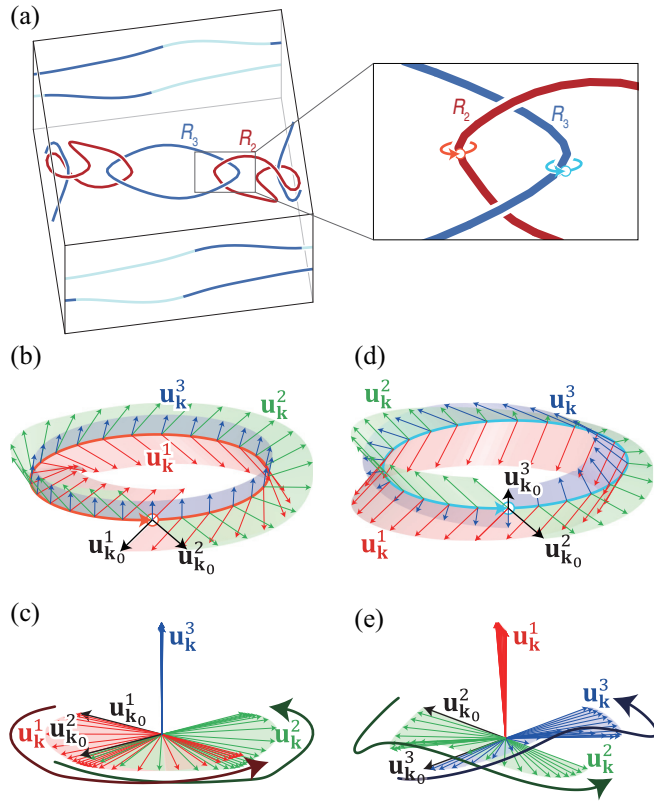 (a)
R₃
R₂
R₂
R₃
(b)
u³ₖ
u²ₖ
u¹ₖ
u¹ₖ₀
u²ₖ₀
(d)
u²ₖ
u³ₖ
u³ₖ₀
u¹ₖ
u²ₖ₀
(c)
u³ₖ
u¹ₖ₀
u¹ₖ
u²ₖ₀
u²ₖ
(e)
u¹ₖ
u²ₖ₀
u³ₖ
u³ₖ₀
u²ₖ